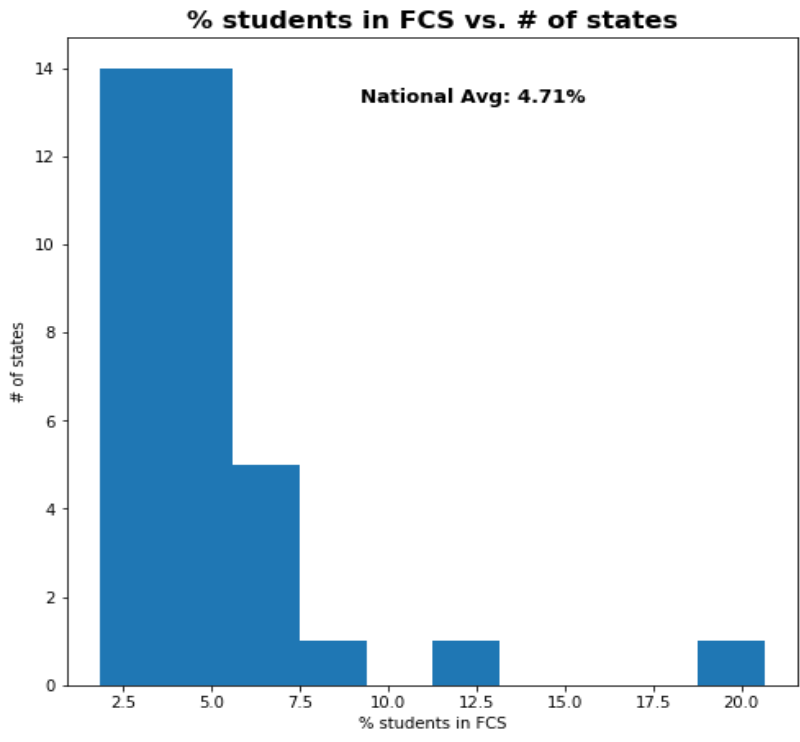 % students in FCS vs. # of states
National Avg: 4.71%
14
12
10
8
6
4
2
0
# of states
2.5 5.0 7.5 10.0 12.5 15.0 17.5 20.0
% students in FCS